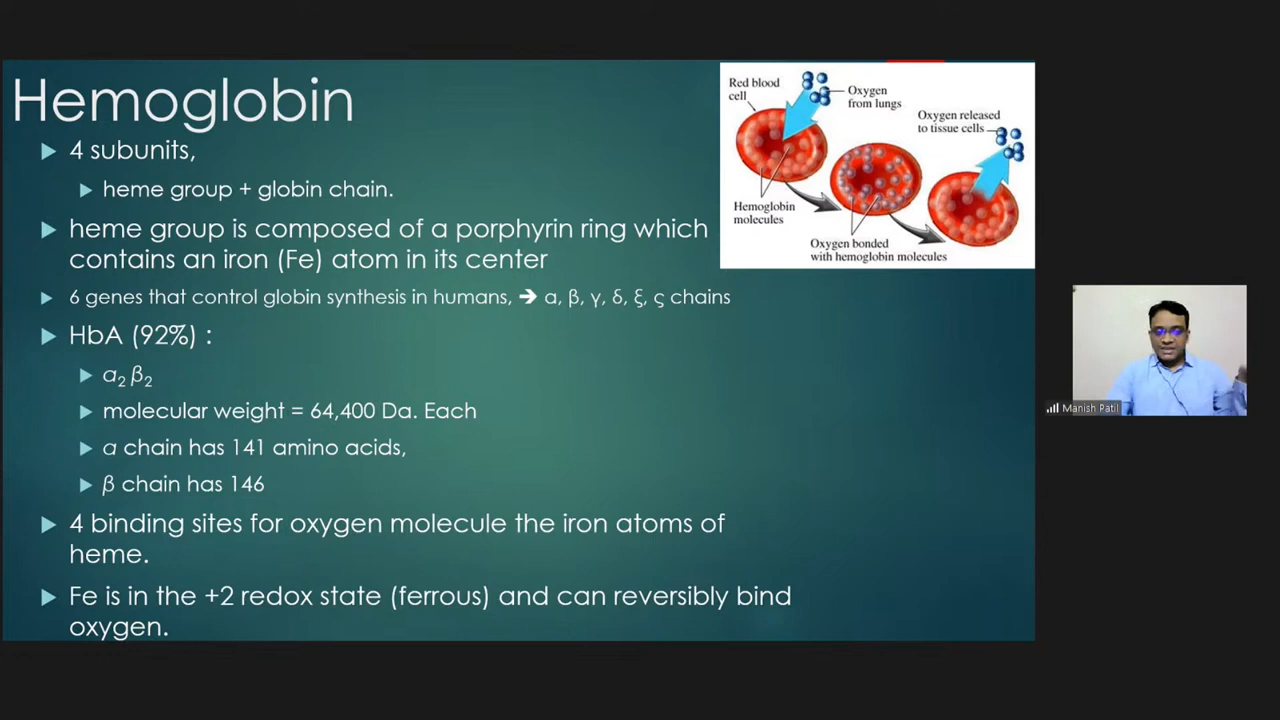 Hemoglobin
4 subunits,
heme group + globin chain.
heme group is composed of a porphyrin ring which
contains an iron (Fe) atom in its center
6 genes that control globin synthesis in humans, ➔ α, β, γ, δ, ξ, ς chains
HbA (92%) :
α₂ β₂
molecular weight = 64,400 Da. Each
α chain has 141 amino acids,
β chain has 146
4 binding sites for oxygen molecule the iron atoms of
heme.
Fe is in the +2 redox state (ferrous) and can reversibly bind
oxygen.
Red blood
cell
Oxygen
from lungs
Oxygen released
to tissue cells
Hemoglobin
molecules
Oxygen bonded
with hemoglobin molecules
Manish Patil